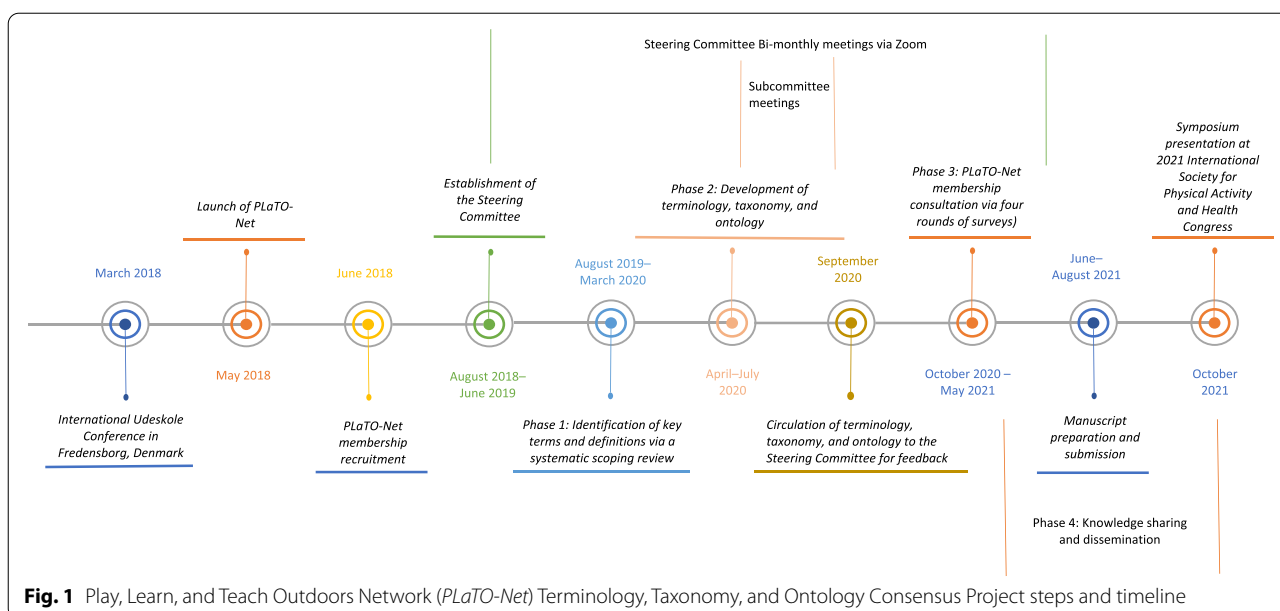 Steering Committee Bi-monthly meetings via Zoom
Subcommittee
meetings
Launch of PLaTO-
Net
Establishment of
the Steering
Committee
Phase 2: Development of
terminology, taxonomy, and
ontology
Phase 3: PLaTO-Net
membership
consultation via four
rounds of surveys)
Symposium
presentation at
2021 International
Society for
Physical Activity
and Health
Congress
March 2018
June 2018
August 2019–
March 2020
September
2020
June–
August 2021
May 2018
August 2018–
June 2019
April–July
2020
October 2020 –
May 2021
October
2021
International Udeskole
Conference in
Fredensborg, Denmark
PLaTO-Net
membership
recruitment
Phase 1: Identification of key
terms and definitions via a
systematic scoping review
Circulation of terminology,
taxonomy, and ontology to the
Steering Committee for feedback
Manuscript
preparation and
submission
Phase 4: Knowledge sharing
and dissemination
Fig. 1 Play, Learn, and Teach Outdoors Network (PLaTO-Net) Terminology, Taxonomy, and Ontology Consensus Project steps and timeline